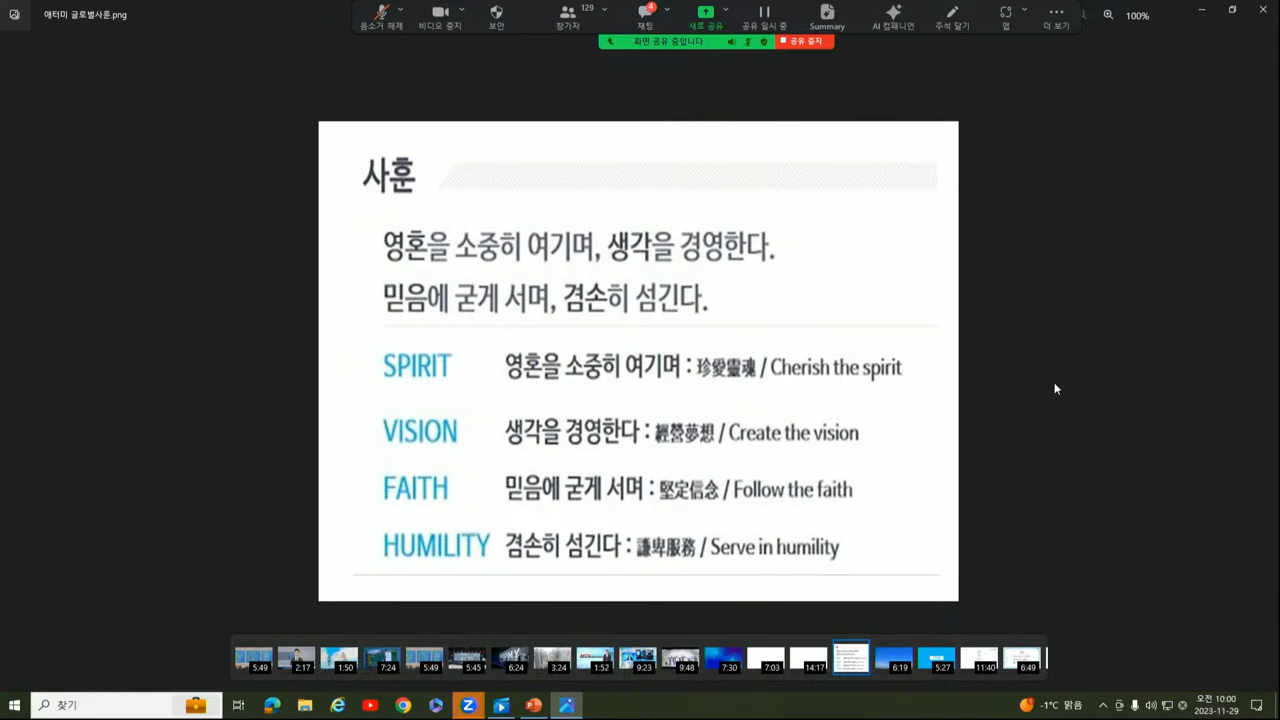 애터미 글로벌사훈.png
129
4
100%
음소거 해제 비디오 중지 보안 참가자 채팅 새로 공유 공유 일시 중지 Summary AI 컴패니언 주석 달기 앱 더 보기
화면 공유 중입니다 공유 중지
사훈
영혼을 소중히 여기며, 생각을 경영한다.
믿음에 굳게 서며, 겸손히 섬긴다.
SPIRIT 영혼을 소중히 여기며 : 珍愛靈魂 / Cherish the spirit
VISION 생각을 경영한다 : 經營夢想 / Create the vision
FAITH 믿음에 굳게 서며 : 堅定信念 / Follow the faith
HUMILITY 겸손히 섬긴다 : 謙卑服務 / Serve in humility
5:49 2:17 1:50 7:24 5:49 5:45 6:24 3:24 1:52 9:23 9:48 7:30 7:03 14:17 6:19 5:27 11:40
찾기
-1°C 맑음
오전 10:00
2023-11-29